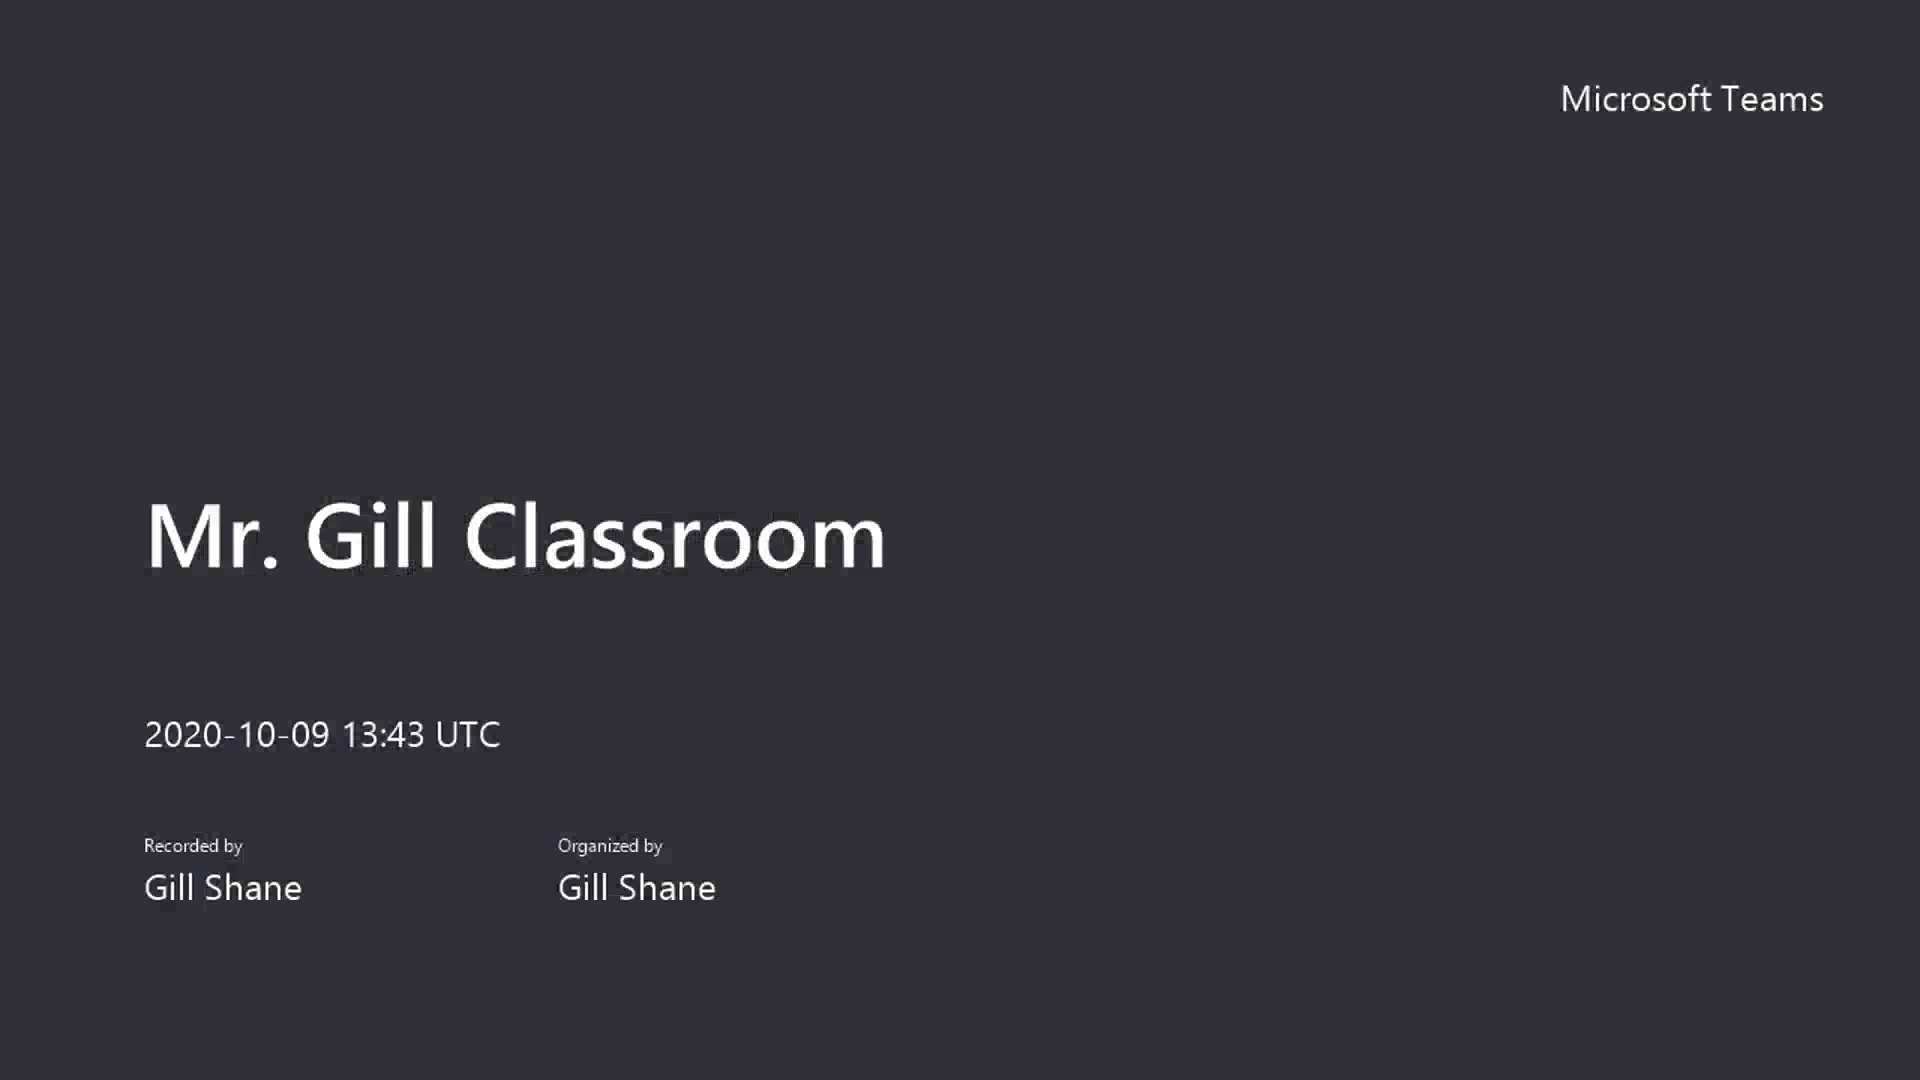 Microsoft Teams
Mr. Gill Classroom
2020-10-09 13:43 UTC
Recorded by
Gill Shane
Organized by
Gill Shane